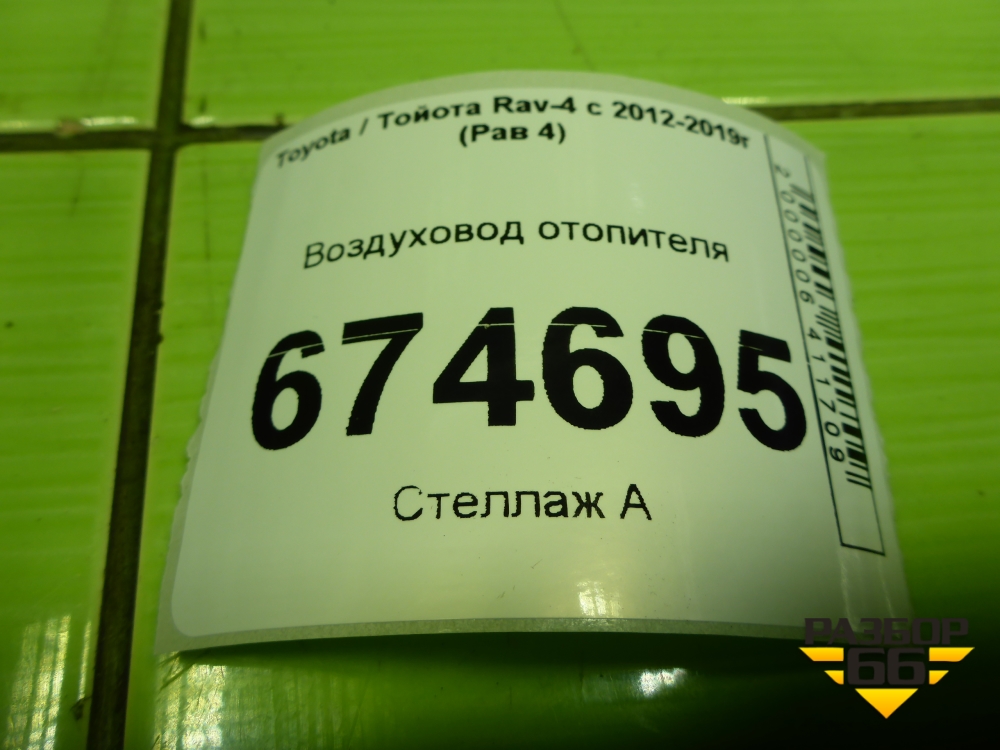 Toyota / Тойота Rav-4 с 2012-2019г
(Рав 4)
Воздуховод отопителя
674695
Стеллаж А
2000006411709
РАЗБОР
66